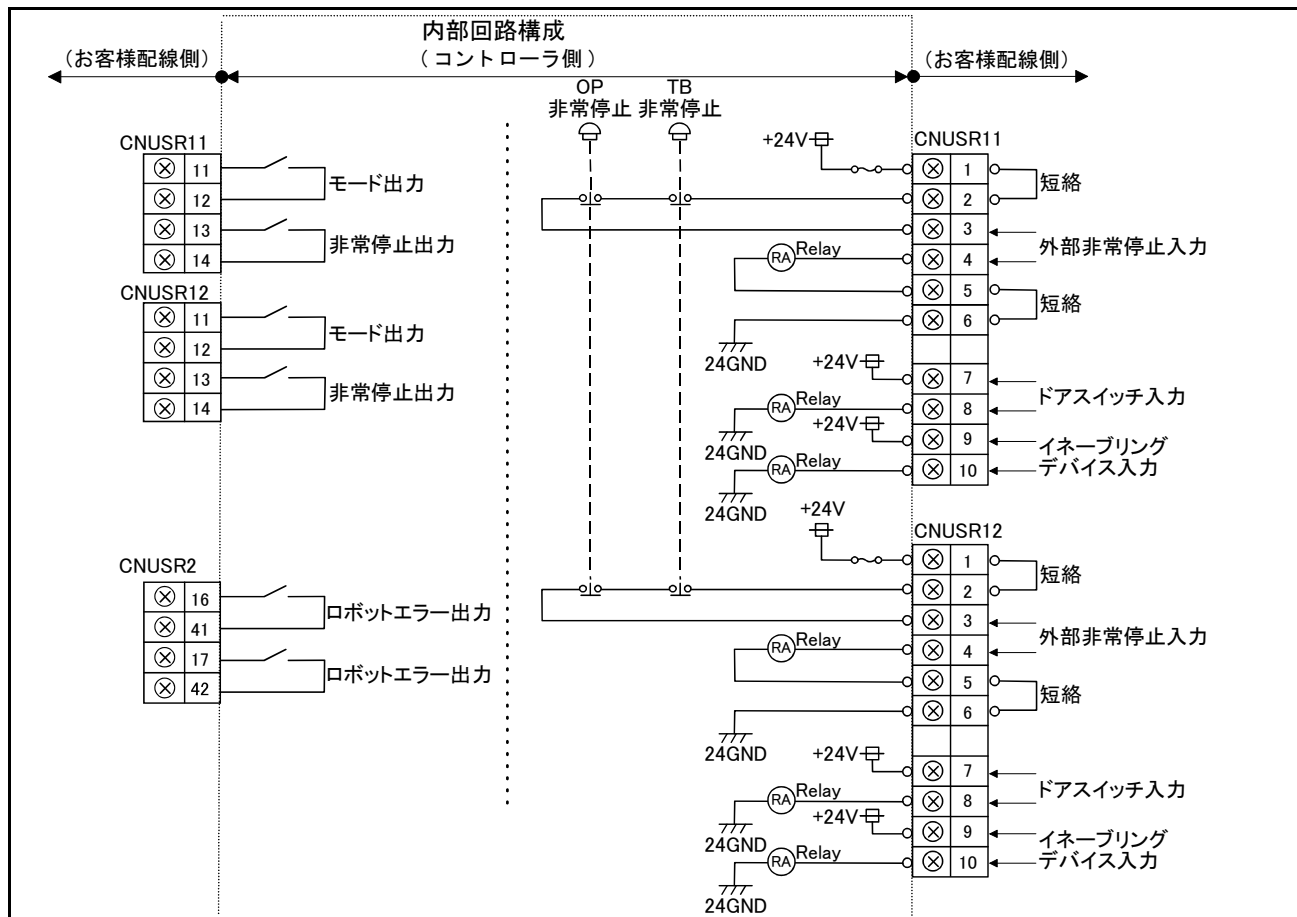 内部回路構成
（お客様配線側）
（コントローラ側）
（お客様配線側）
OP
非常停止
TB
非常停止
CNUSR11
11
12
13
14
モード出力
非常停止出力
CNUSR12
11
12
13
14
モード出力
非常停止出力
CNUSR2
16
41
17
42
ロボットエラー出力
ロボットエラー出力
+24V
CNUSR11
1
2
3
4
5
6
7
8
9
10
短絡
外部非常停止入力
RA
Relay
短絡
24GND
+24V
ドアスイッチ入力
RA
Relay
24GND
+24V
イネーブリング
デバイス入力
RA
Relay
24GND
+24V
CNUSR12
1
2
3
4
5
6
7
8
9
10
短絡
外部非常停止入力
RA
Relay
短絡
24GND
+24V
ドアスイッチ入力
RA
Relay
24GND
+24V
イネーブリング
デバイス入力
RA
Relay
24GND